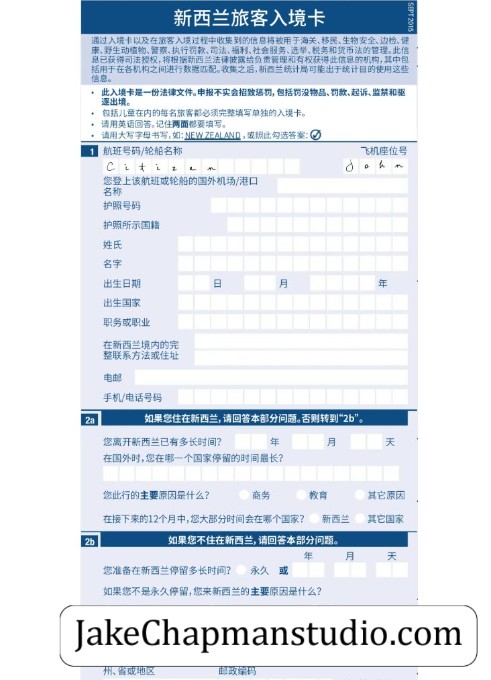 新西兰旅客入境卡
SEPT 2015
通过入境卡以及在旅客入境过程中收集到的信息将被用于海关、移民、生物安全、边检、健
康、野生动植物、警察、执行罚款、司法、福利、社会服务、选举、税务和货币法的管理。此信
息已获得司法授权,将根据新西兰法律披露给负责管理和有权获得此信息的机构,其中包
括用于在各机构之间进行数据匹配。收集之后,新西兰统计局可能出于统计目的使用这些
信息。
• 此入境卡是一份法律文件。申报不实会招致惩罚,包括罚没物品、罚款、起诉、监禁和驱
逐出境。
• 包括儿童在内的每名旅客都必须完整填写单独的入境卡。
• 请用英语回答。记住两面都要填写。
• 请用大写字母书写,如: NEW ZEALAND ,或照此勾选答案:
1 航班号码/轮船名称 飞机座位号
Citizen John
您登上该航班或轮船的国外机场/港口
名称
护照号码
护照所示国籍
姓氏
名字
出生日期 日 月 年
出生国家
职务或职业
在新西兰境内的完
整联系方法或住址
电邮
手机/电话号码
2a 如果您住在新西兰,请回答本部分问题。否则转到“2b”。
您离开新西兰已有多长时间? 年 月 天
在国外时,您在哪一个国家停留的时间最长?
您此行的主要原因是什么? 商务 教育 其它原因
在接下来的12个月中,您大部分时间会在哪个国家? 新西兰 其它国家
2b 如果您不住在新西兰,请回答本部分问题。
年 月 天
您准备在新西兰停留多长时间? 永久 或
如果您不是永久停留,您来新西兰的主要原因是什么?
JakeChapmanstudio.com
州、省或地区 邮政编码